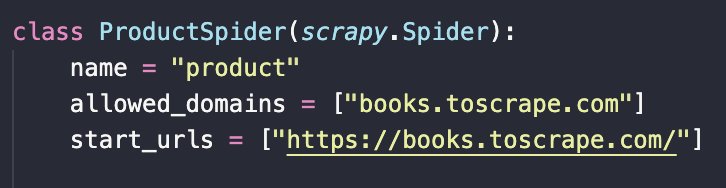 class ProductSpider(scrapy.Spider):
    name = "product"
    allowed_domains = ["books.toscrape.com"]
    start_urls = ["https://books.toscrape.com/"]